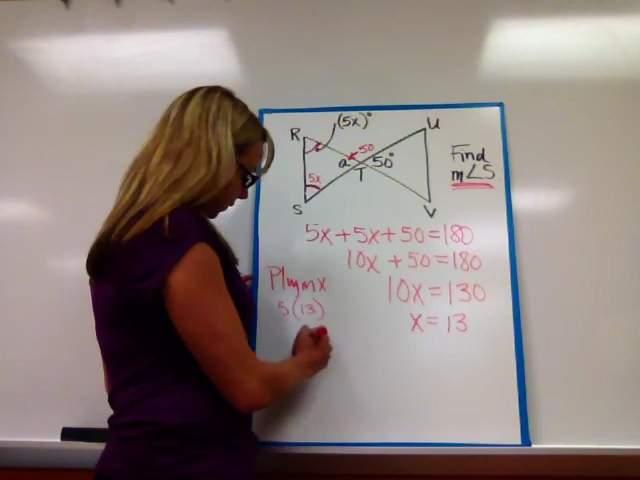 (5x)°
R
U
50
a
50°
T
5x
S
V
Find
m∠S
5x+5x+50=180
10x +50=180
10x=130
x=13
Plug in x
5(13)